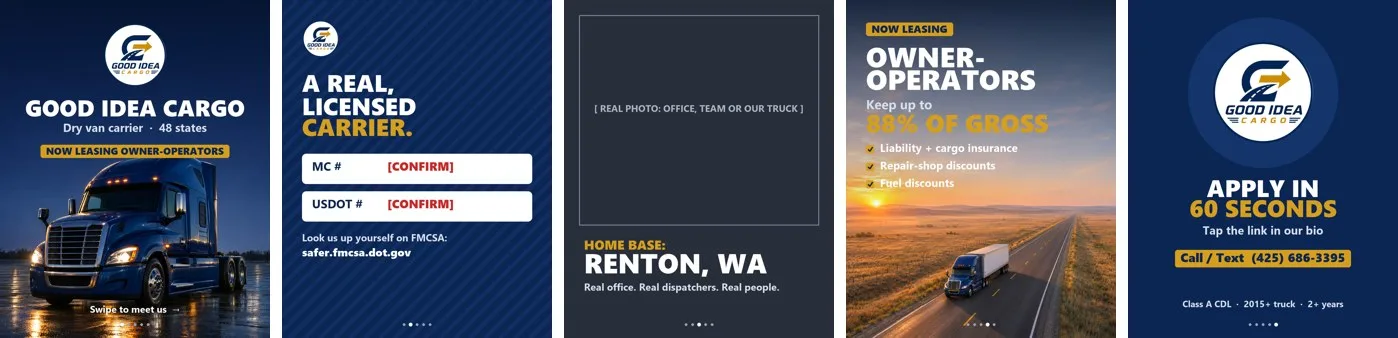 GOOD IDEA
CARGO
GOOD IDEA CARGO
Dry van carrier · 48 states
NOW LEASING OWNER-OPERATORS
Swipe to meet us →
GOOD IDEA
CARGO
A REAL,
LICENSED
CARRIER.
MC # [CONFIRM]
USDOT # [CONFIRM]
Look us up yourself on FMCSA:
safer.fmcsa.dot.gov
[ REAL PHOTO: OFFICE, TEAM OR OUR TRUCK ]
HOME BASE:
RENTON, WA
Real office. Real dispatchers. Real people.
NOW LEASING
OWNER-
OPERATORS
Keep up to
88% OF GROSS
Liability + cargo insurance
Repair-shop discounts
Fuel discounts
GOOD IDEA
CARGO
APPLY IN
60 SECONDS
Tap the link in our bio
Call / Text (425) 686-3395
Class A CDL · 2015+ truck · 2+ years